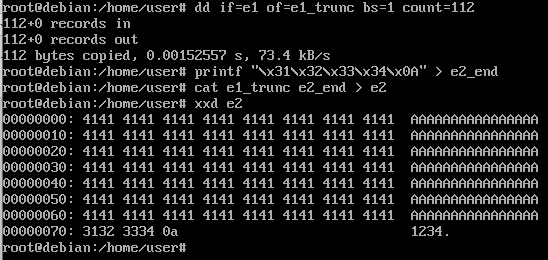 root@debian:/home/user# dd if=e1 of=e1_trunc bs=1 count=112
112+0 records in
112+0 records out
112 bytes copied, 0.00152557 s, 73.4 kB/s
root@debian:/home/user# printf "\x31\x32\x33\x34\x0A" > e2_end
root@debian:/home/user# cat e1_trunc e2_end > e2
root@debian:/home/user# xxd e2
00000000: 4141 4141 4141 4141 4141 4141 4141 4141  AAAAAAAAAAAAAAAA
00000010: 4141 4141 4141 4141 4141 4141 4141 4141  AAAAAAAAAAAAAAAA
00000020: 4141 4141 4141 4141 4141 4141 4141 4141  AAAAAAAAAAAAAAAA
00000030: 4141 4141 4141 4141 4141 4141 4141 4141  AAAAAAAAAAAAAAAA
00000040: 4141 4141 4141 4141 4141 4141 4141 4141  AAAAAAAAAAAAAAAA
00000050: 4141 4141 4141 4141 4141 4141 4141 4141  AAAAAAAAAAAAAAAA
00000060: 4141 4141 4141 4141 4141 4141 4141 4141  AAAAAAAAAAAAAAAA
00000070: 3132 3334 0a                             1234.
root@debian:/home/user#